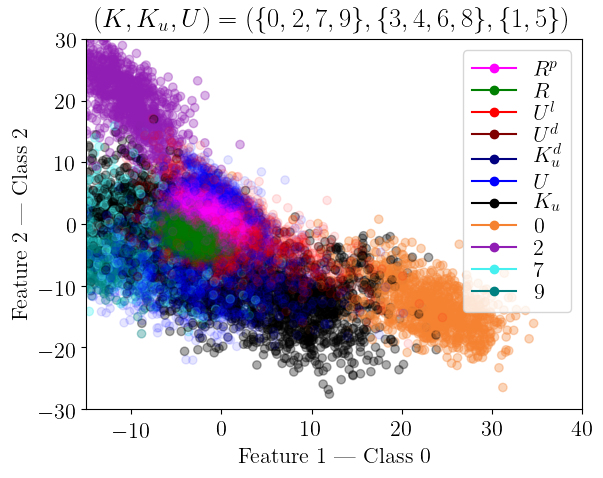 (K, K_u, U) = ({0, 2, 7, 9}, {3, 4, 6, 8}, {1, 5})
30
20
10
0
−10
−20
−30
Feature 2 — Class 2
R^p
R
U^l
U^d
K_u^d
U
K_u
0
2
7
9
−10
0
10
20
30
40
Feature 1 — Class 0